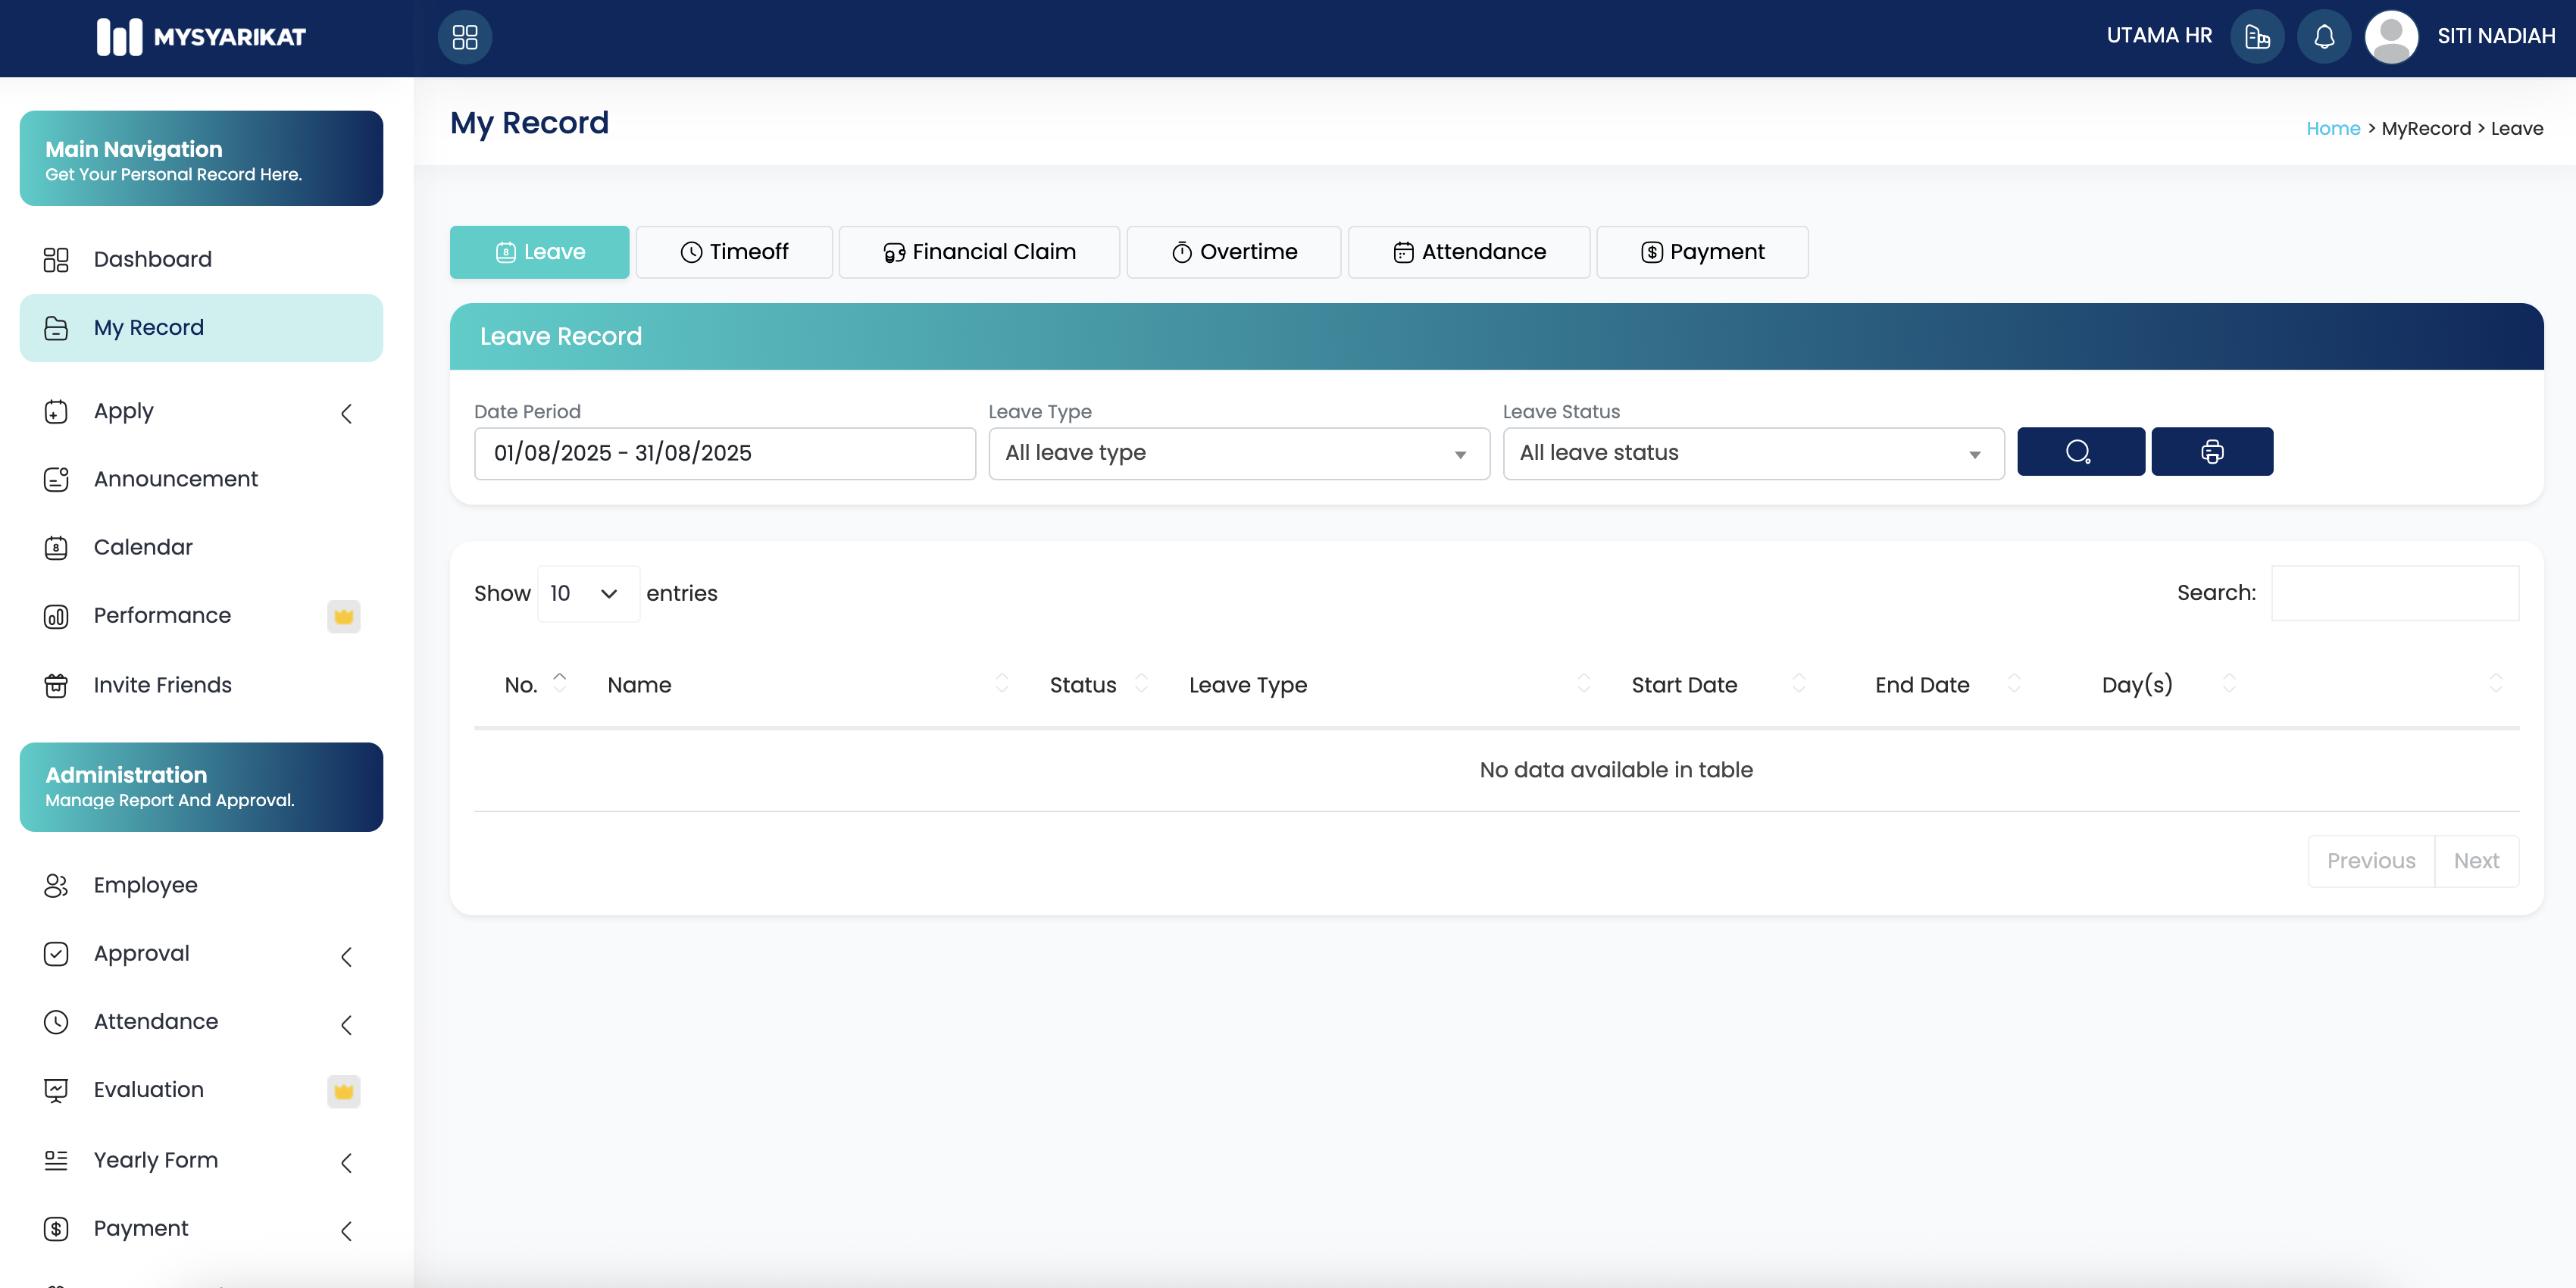 MYSYARIKAT
UTAMA HR
SITI NADIAH
Main Navigation
Get Your Personal Record Here.
Dashboard
My Record
Apply
Announcement
Calendar
Performance
Invite Friends
Administration
Manage Report And Approval.
Employee
Approval
Attendance
Evaluation
Yearly Form
Payment
My Record
Home > MyRecord > Leave
Leave Timeoff Financial Claim Overtime Attendance Payment
Leave Record
Date Period Leave Type Leave Status
01/08/2025 - 31/08/2025 All leave type All leave status
Show 10 entries Search:
No. Name Status Leave Type Start Date End Date Day(s)
No data available in table
Previous Next